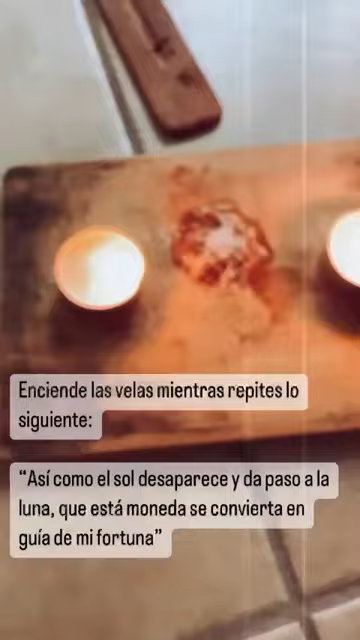 Enciende las velas mientras repites lo
siguiente:
“Así como el sol desaparece y da paso a la
luna, que está moneda se convierta en
guía de mi fortuna”